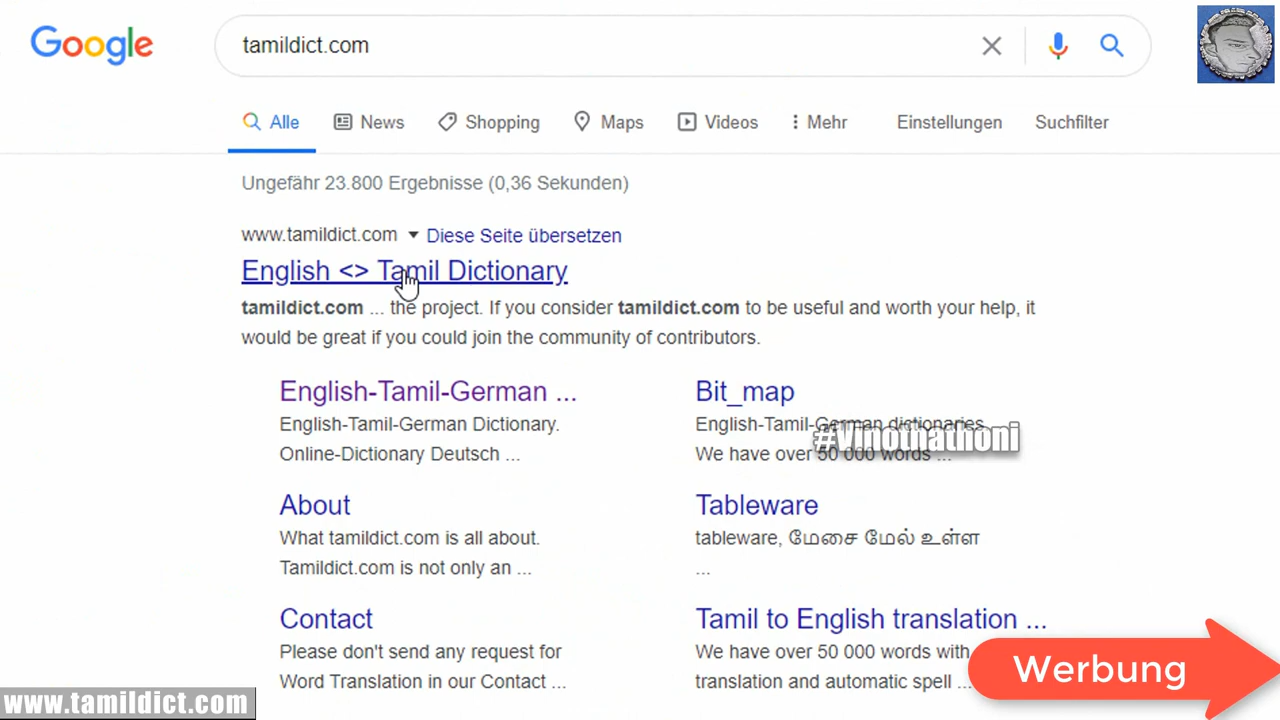 Google
tamildict.com
Alle News Shopping Maps Videos Mehr Einstellungen Suchfilter
Ungefähr 23.800 Ergebnisse (0,36 Sekunden)
www.tamildict.com Diese Seite übersetzen
English <> Tamil Dictionary
tamildict.com ... the project. If you consider tamildict.com to be useful and worth your help, it
would be great if you could join the community of contributors.
English-Tamil-German ...
English-Tamil-German Dictionary.
Online-Dictionary Deutsch ...
Bit_map
English-Tamil-German dictionaries.
We have over 50 000 words ...
#Vinothathoni
About
What tamildict.com is all about.
Tamildict.com is not only an ...
Tableware
tableware, மேசை மேல் உள்ள
...
Contact
Please don't send any request for
Word Translation in our Contact ...
Tamil to English translation ...
We have over 50 000 words with
translation and automatic spell ...
Werbung
www.tamildict.com